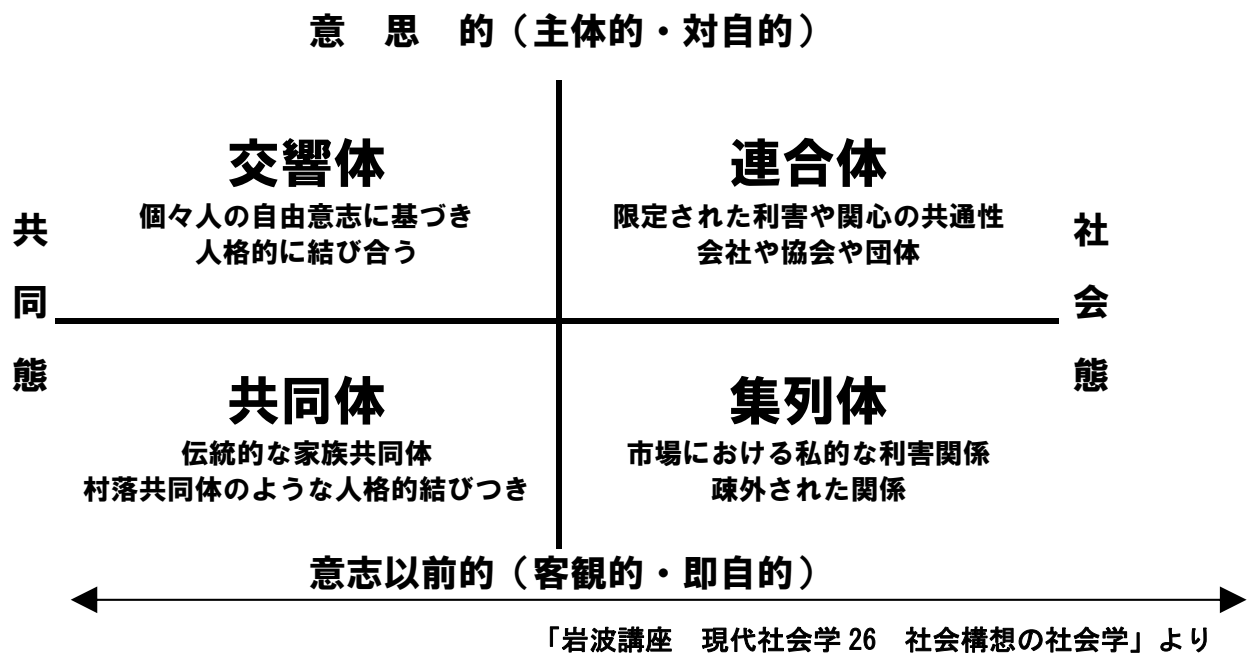 意　思　的（主体的・対自的）
交響体
個々人の自由意志に基づき
人格的に結び合う
連合体
限定された利害や関心の共通性
会社や協会や団体
共同態
社会態
共同体
伝統的な家族共同体
村落共同体のような人格的結びつき
集列体
市場における私的な利害関係
疎外された関係
意志以前的（客観的・即自的）
「岩波講座　現代社会学26　社会構想の社会学」より